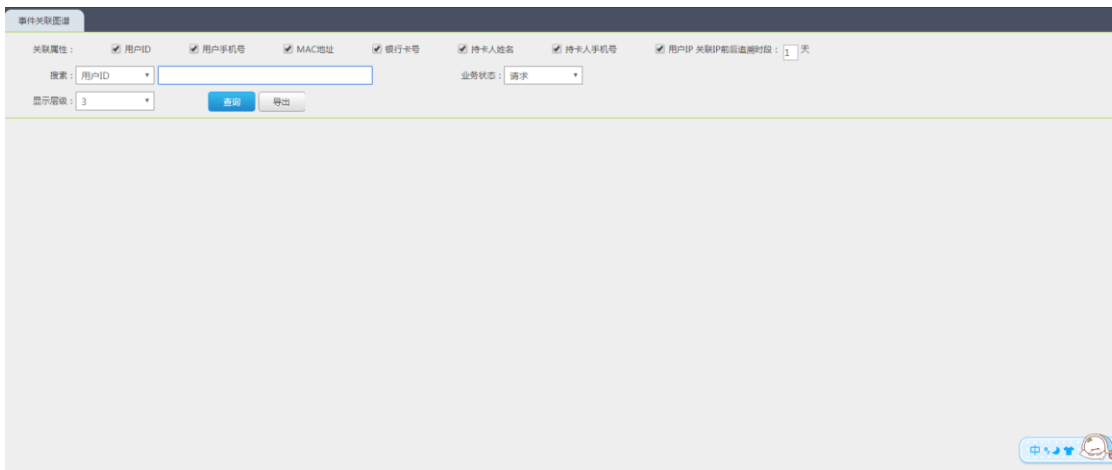 事件关联图谱
关联属性： 用户ID 用户手机号 MAC地址 银行卡号 持卡人姓名 持卡人手机号 用户IP 关联IP前后追溯时段： 1 天
搜素： 用户ID 业务状态： 请求
显示层级： 3 查询 导出
中